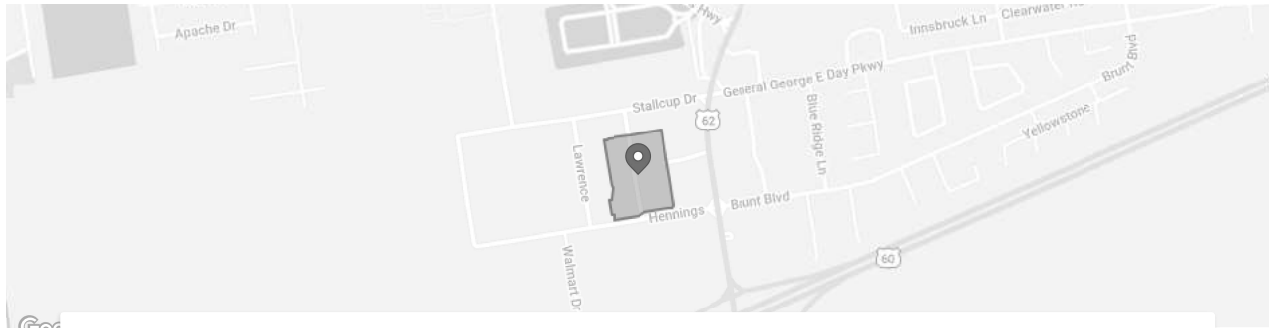 Hwy
Innsbruck Ln
Clearwater
Apache Dr
Blvd
Brunt
General George E Day Pkwy
Stallcup Dr
62
Blue Ridge Ln
Yellowstone
Lawrence
Brunt Blvd
Hennings
Walmart Dr
60